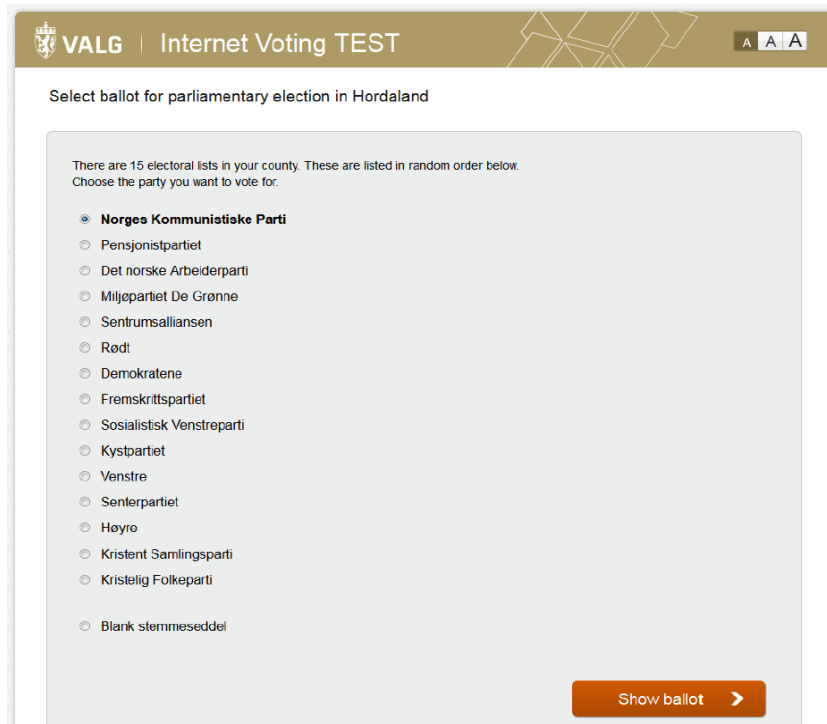 VALG Internet Voting TEST A A A
Select ballot for parliamentary election in Hordaland
There are 15 electoral lists in your county. These are listed in random order below.
Choose the party you want to vote for.
Norges Kommunistiske Parti
Pensjonistpartiet
Det norske Arbeiderparti
Miljøpartiet De Grønne
Sentrumsalliansen
Rødt
Demokratene
Fremskrittspartiet
Sosialistisk Venstreparti
Kystpartiet
Venstre
Senterpartiet
Høyre
Kristent Samlingsparti
Kristelig Folkeparti
Blank stemmeseddel
Show ballot